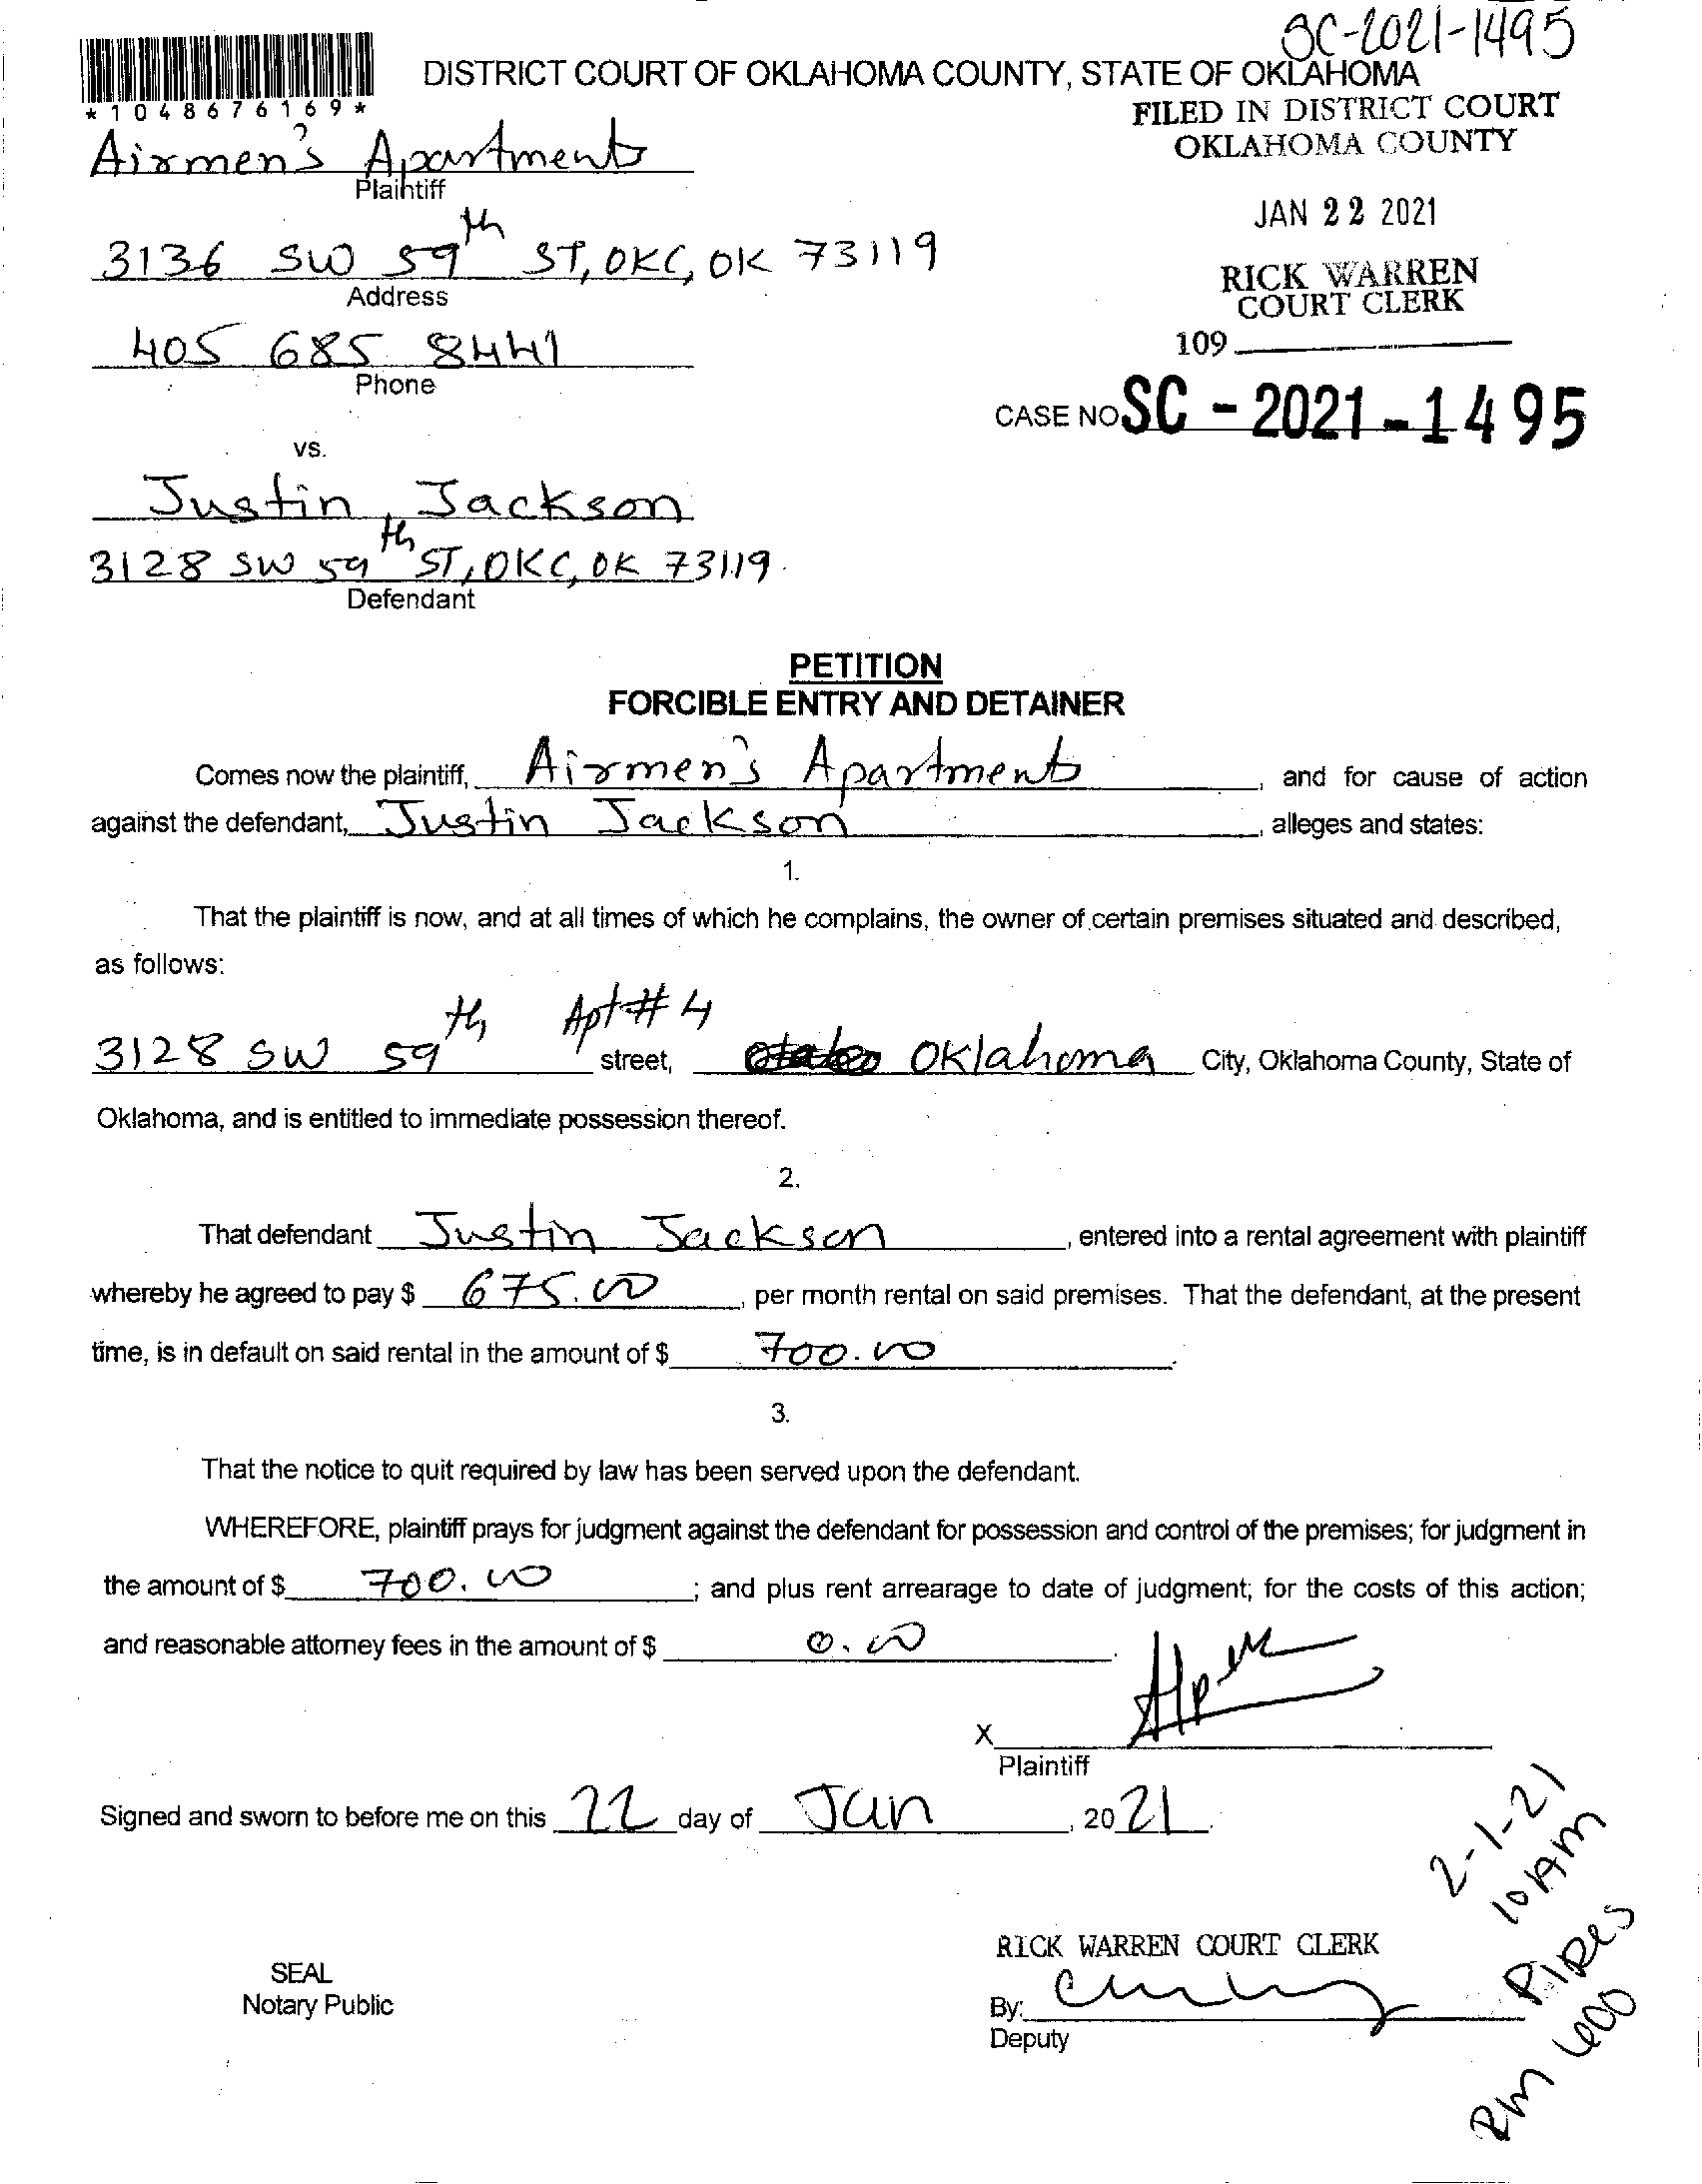 SC-2021-1495
DISTRICT COURT OF OKLAHOMA COUNTY, STATE OF OKLAHOMA
*1048676169*
FILED IN DISTRICT COURT
OKLAHOMA COUNTY
Airmen's Apartments
Plaintiff
JAN 22 2021
3136 SW 59th ST, OKC, OK 73119
Address
RICK WARREN
COURT CLERK
405 685 8441
Phone
109
CASE NO SC - 2021 - 1495
vs.
Justin Jackson
3128 SW 59th ST, OKC, OK 73119
Defendant
PETITION
FORCIBLE ENTRY AND DETAINER
Comes now the plaintiff, Airmen's Apartments, and for cause of action
against the defendant, Justin Jackson, alleges and states:
1.
That the plaintiff is now, and at all times of which he complains, the owner of certain premises situated and described,
as follows:
3128 SW 59th Apt # 4 street, Oklahoma City, Oklahoma County, State of
Oklahoma, and is entitled to immediate possession thereof.
2.
That defendant Justin Jackson, entered into a rental agreement with plaintiff
whereby he agreed to pay $ 675.00, per month rental on said premises. That the defendant, at the present
time, is in default on said rental in the amount of $ 700.00.
3.
That the notice to quit required by law has been served upon the defendant.
WHEREFORE, plaintiff prays for judgment against the defendant for possession and control of the premises; for judgment in
the amount of $ 700.00; and plus rent arrearage to date of judgment; for the costs of this action;
and reasonable attorney fees in the amount of $ 0.00.
X
Plaintiff
Signed and sworn to before me on this 22 day of Jan, 2021.
2-1-21
10AM
PIRES
RM 600
RICK WARREN COURT CLERK
SEAL
Notary Public
By:
Deputy